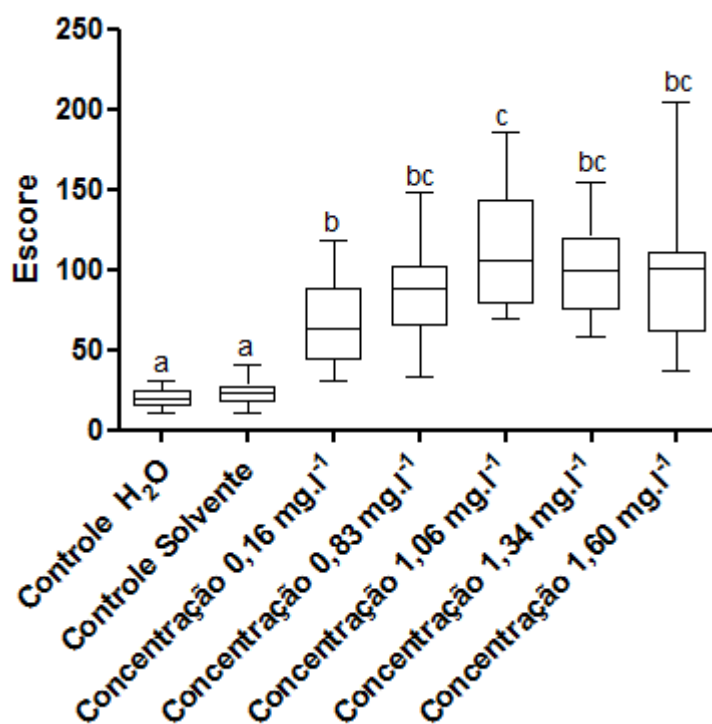 250
200
150
100
50
0
Escore
a
a
b
bc
c
bc
bc
Controle H₂O
Controle Solvente
Concentração 0,16 mg.l⁻¹
Concentração 0,83 mg.l⁻¹
Concentração 1,06 mg.l⁻¹
Concentração 1,34 mg.l⁻¹
Concentração 1,60 mg.l⁻¹